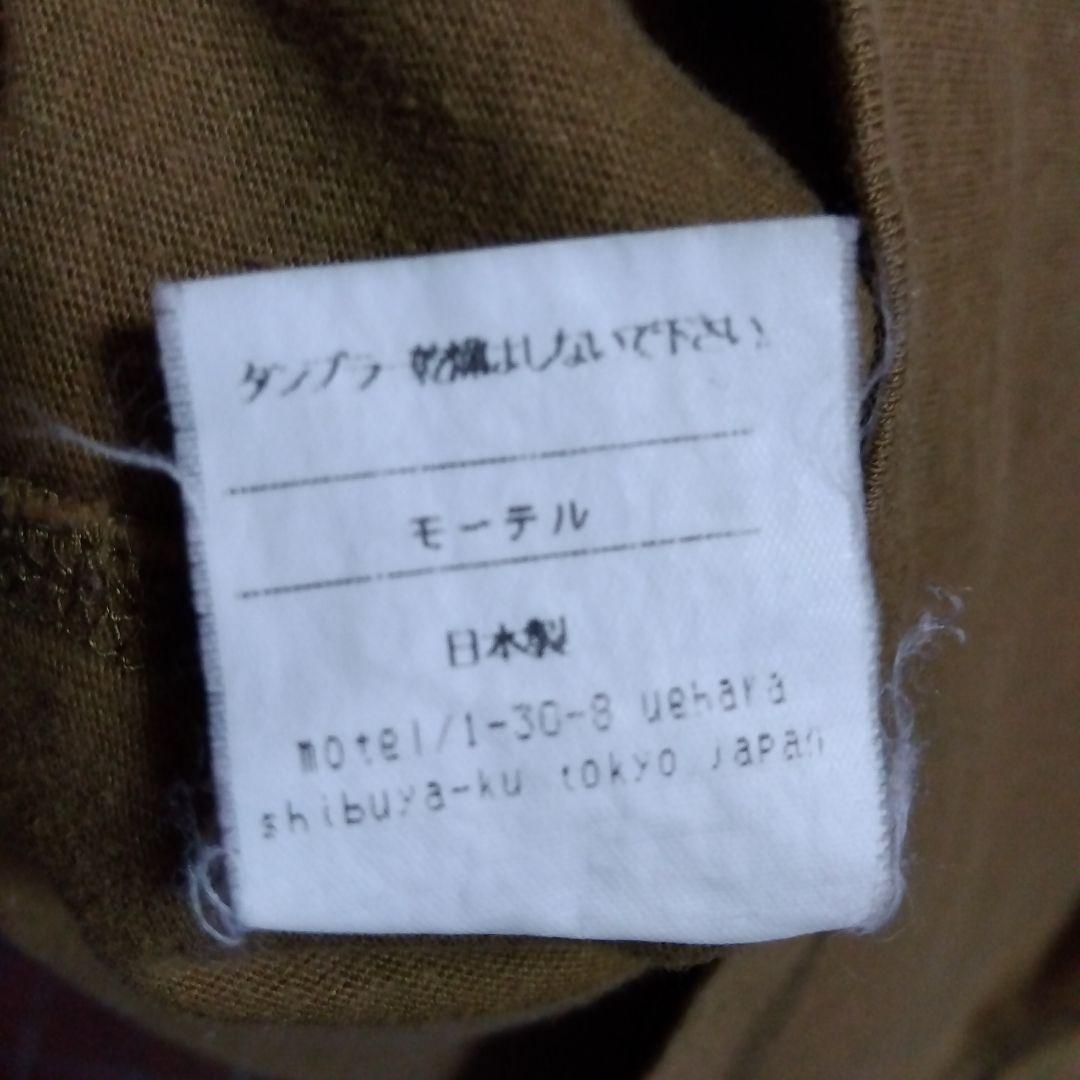 タンブラー乾燥はしないで下さい。
モーテル
日本製
motel/1-30-8 uehara
shibuya-ku tokyo japan